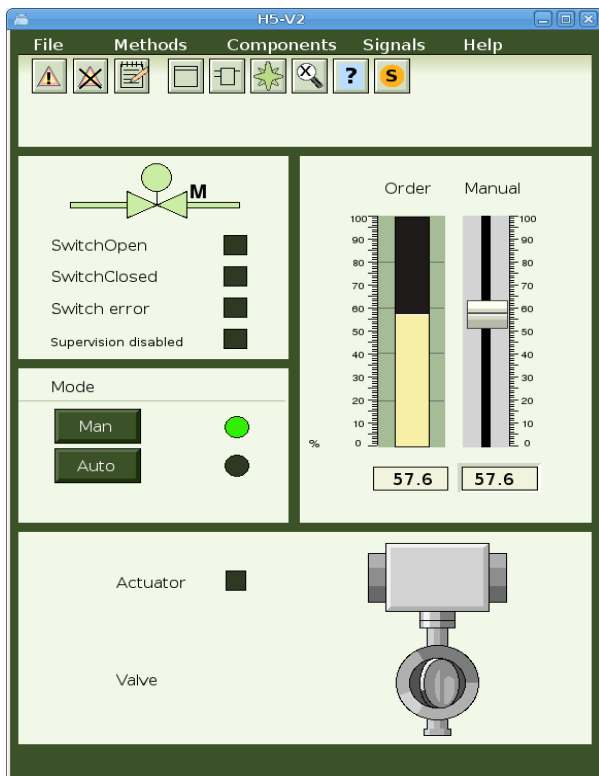 H5-V2
File Methods Components Signals Help
? S
M
SwitchOpen
SwitchClosed
Switch error
Supervision disabled
Order Manual
100 100
90 90
80 80
70 70
60 60
50 50
40 40
30 30
20 20
10 10
% 0 0
57.6 57.6
Mode
Man
Auto
Actuator
Valve